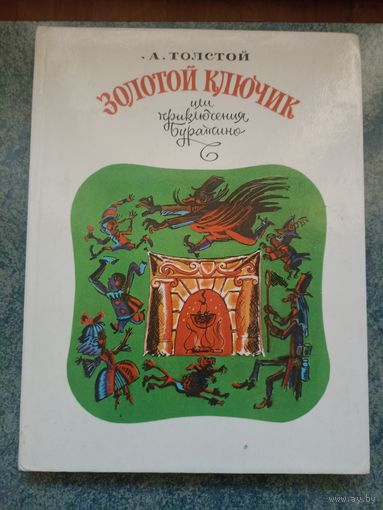 А. ТОЛСТОЙ
ЗОЛОТОЙ КЛЮЧИК
или
приключения
Буратино
www.ay.by